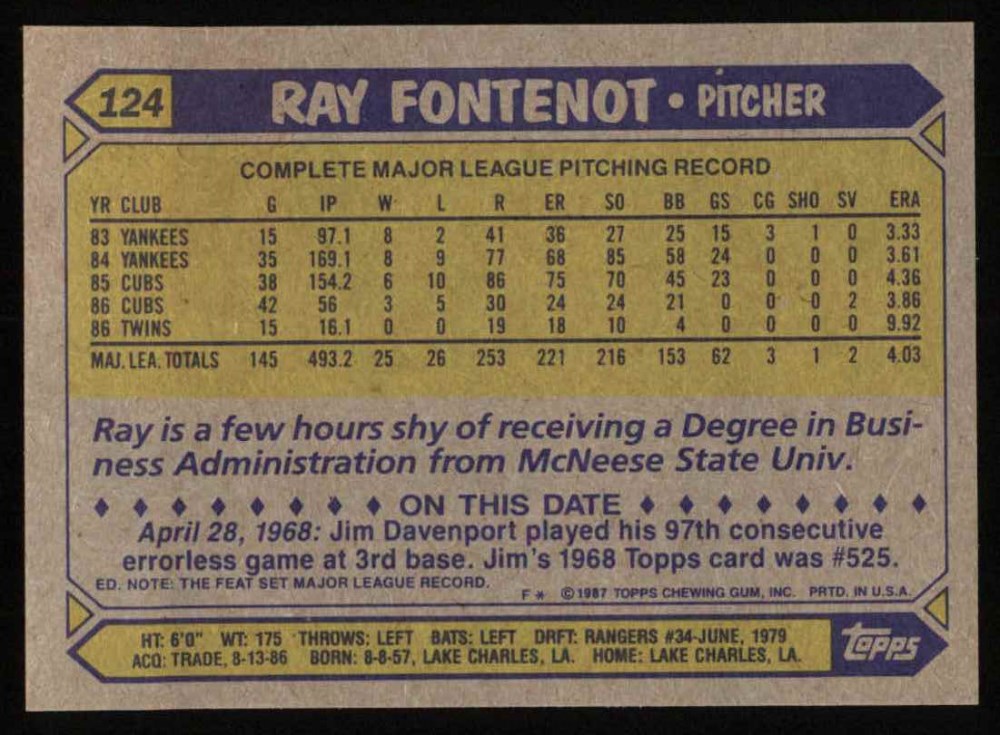 124 RAY FONTENOT • PITCHER
COMPLETE MAJOR LEAGUE PITCHING RECORD
YR CLUB G IP W L R ER SO BB GS CG SHO SV ERA
83 YANKEES 15 97.1 8 2 41 36 27 25 15 3 1 0 3.33
84 YANKEES 35 169.1 8 9 77 68 85 58 24 0 0 0 3.61
85 CUBS 38 154.2 6 10 86 75 70 45 23 0 0 0 4.36
86 CUBS 42 56 3 5 30 24 24 21 0 0 0 2 3.86
86 TWINS 15 16.1 0 0 19 18 10 4 0 0 0 0 9.92
MAJ. LEA. TOTALS 145 493.2 25 26 253 221 216 153 62 3 1 2 4.03
Ray is a few hours shy of receiving a Degree in Busi-
ness Administration from McNeese State Univ.
ON THIS DATE
April 28, 1968: Jim Davenport played his 97th consecutive
errorless game at 3rd base. Jim's 1968 Topps card was #525.
ED. NOTE: THE FEAT SET MAJOR LEAGUE RECORD.
F * ©1987 TOPPS CHEWING GUM, INC. PRTD. IN U.S.A.
HT: 6'0" WT: 175 THROWS: LEFT BATS: LEFT DRFT: RANGERS #34-JUNE, 1979
ACQ: TRADE, 8-13-86 BORN: 8-8-57, LAKE CHARLES, LA. HOME: LAKE CHARLES, LA.
topps